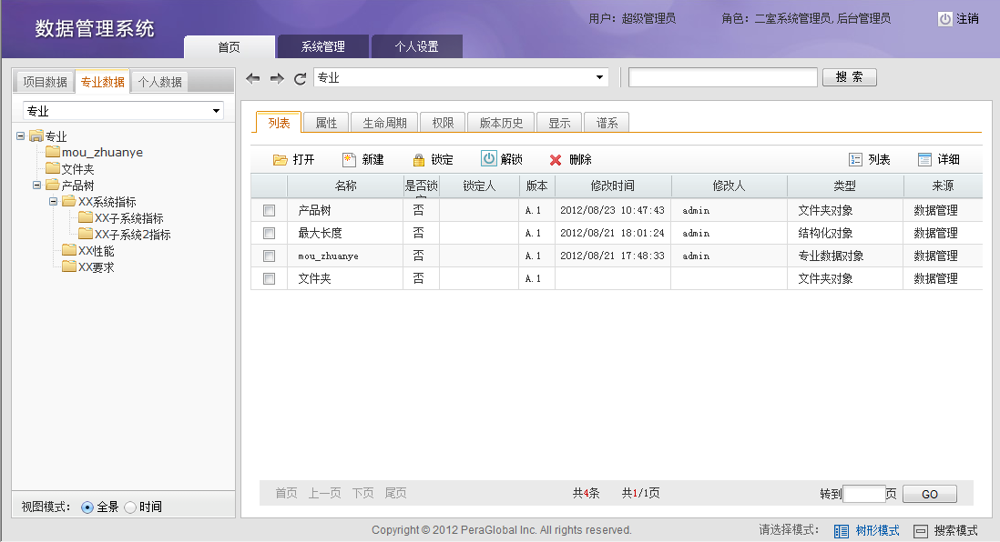 数据管理系统
用户：超级管理员 角色：二室系统管理员, 后台管理员 注销
首页 系统管理 个人设置
项目数据 专业数据 个人数据
专业
专业
mou_zhuanye
文件夹
产品树
XX系统指标
XX子系统指标
XX子系统2指标
XX性能
XX要求
视图模式： 全景 时间
专业
搜 索
列表 属性 生命周期 权限 版本历史 显示 谱系
打开 新建 锁定 解锁 删除 列表 详细
名称 是否锁定 锁定人 版本 修改时间 修改人 类型 来源
产品树 否 A.1 2012/08/23 10:47:43 admin 文件夹对象 数据管理
最大长度 否 A.1 2012/08/21 18:01:24 admin 结构化对象 数据管理
mou_zhuanye 否 A.1 2012/08/21 17:48:33 admin 专业数据对象 数据管理
文件夹 否 A.1 文件夹对象 数据管理
首页 上一页 下页 尾页 共4条 共1/1页 转到 页 GO
Copyright © 2012 PeraGlobal Inc. All rights reserved.
请选择模式： 树形模式 搜索模式